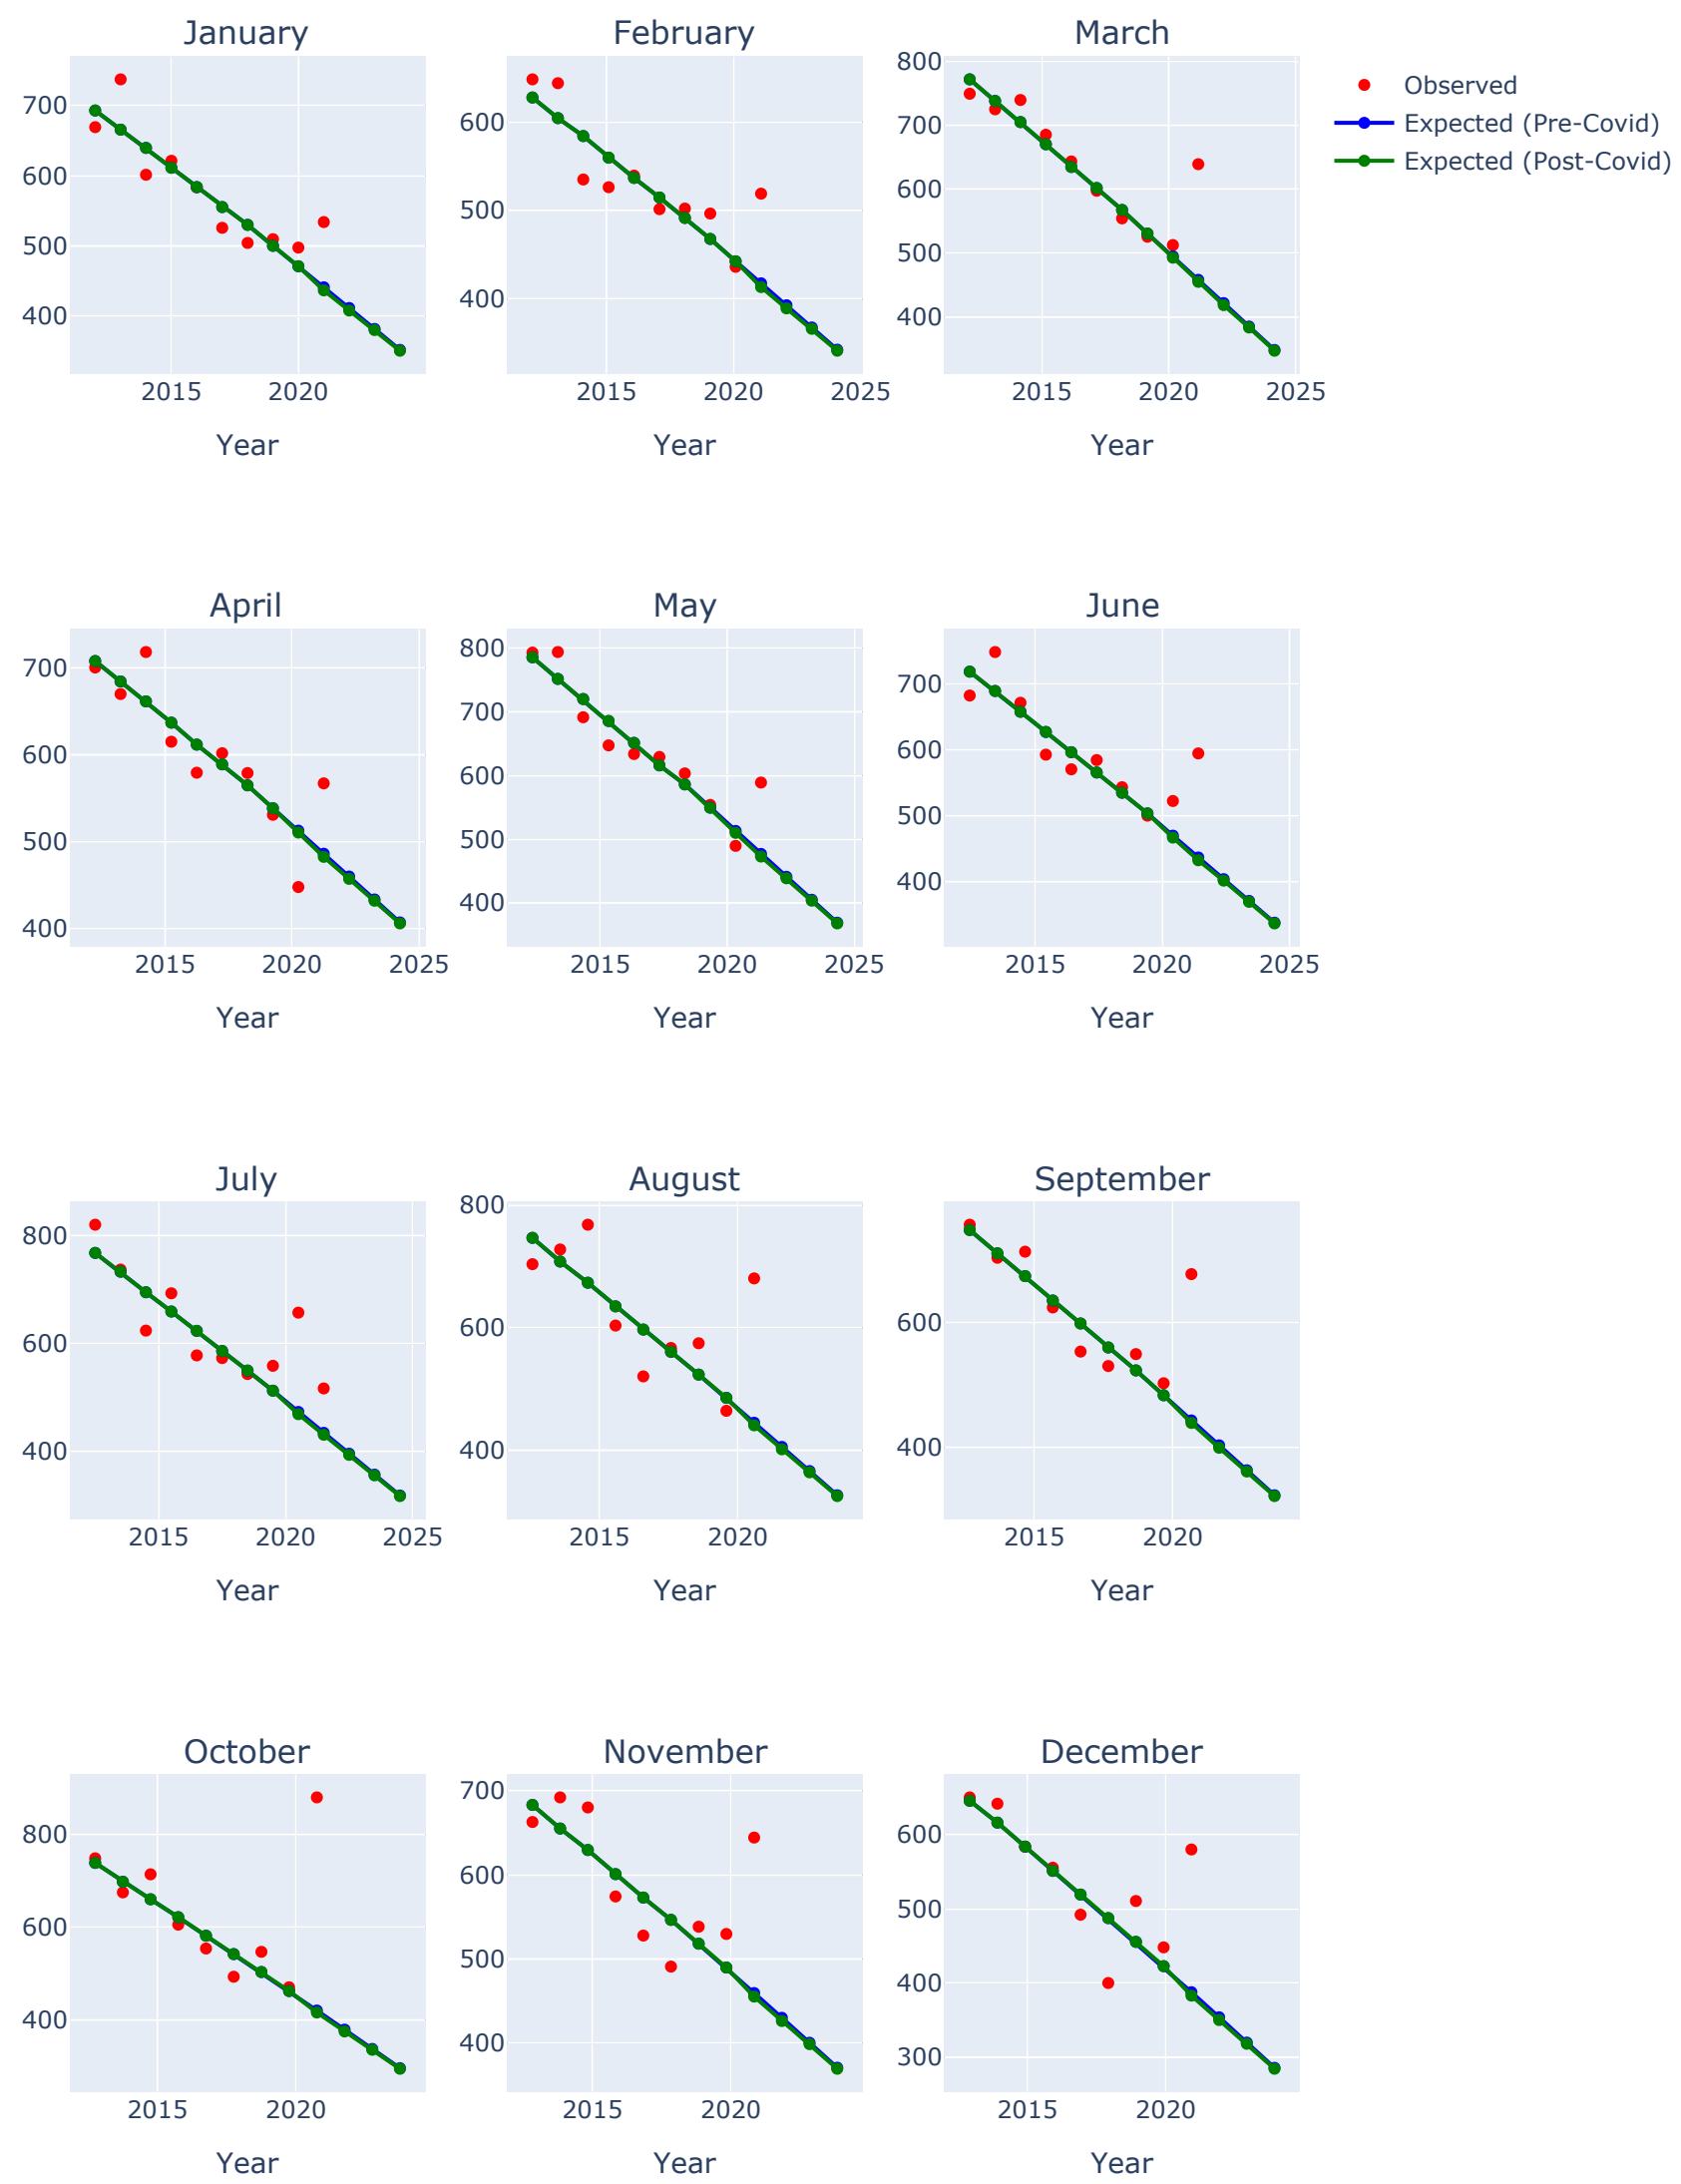 January
February
March
Observed
Expected (Pre-Covid)
Expected (Post-Covid)
700
600
500
400
2015
2020
Year
600
500
400
2015
2020
2025
Year
800
700
600
500
400
2015
2020
2025
Year
April
May
June
700
600
500
400
2015
2020
2025
Year
800
700
600
500
400
2015
2020
2025
Year
700
600
500
400
2015
2020
2025
Year
July
August
September
800
600
400
2015
2020
2025
Year
800
600
400
2015
2020
Year
600
400
2015
2020
Year
October
November
December
800
600
400
2015
2020
Year
700
600
500
400
2015
2020
Year
600
500
400
300
2015
2020
Year